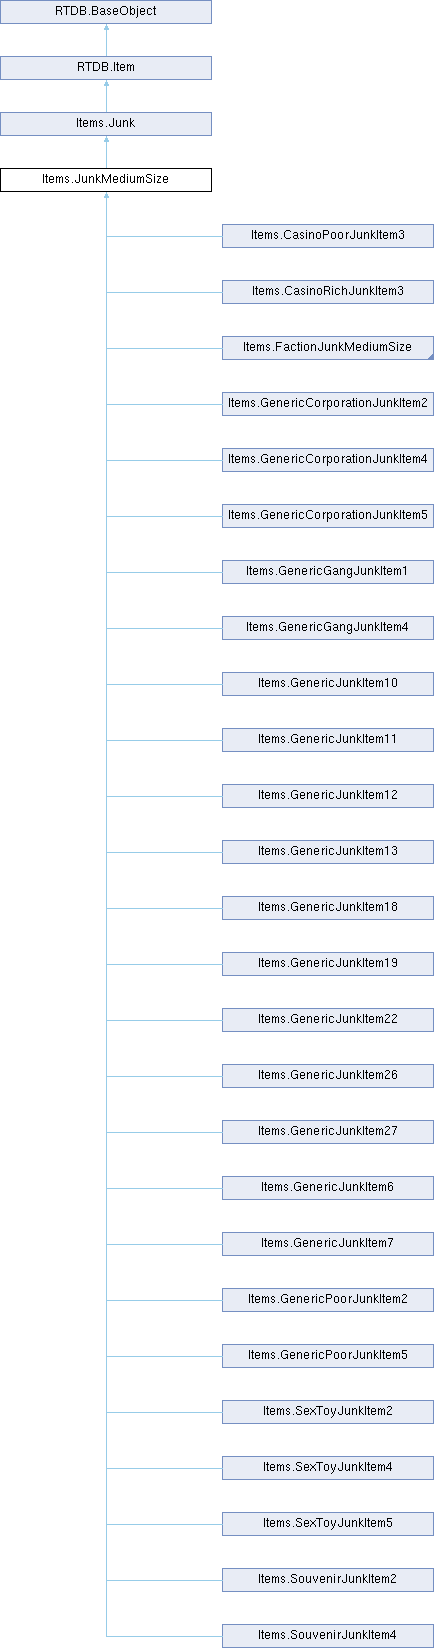 RTDB.BaseObject
RTDB.Item
Items.Junk
Items.JunkMediumSize
Items.CasinoPoorJunkItem3
Items.CasinoRichJunkItem3
Items.FactionJunkMediumSize
Items.GenericCorporationJunkItem2
Items.GenericCorporationJunkItem4
Items.GenericCorporationJunkItem5
Items.GenericGangJunkItem1
Items.GenericGangJunkItem4
Items.GenericJunkItem10
Items.GenericJunkItem11
Items.GenericJunkItem12
Items.GenericJunkItem13
Items.GenericJunkItem18
Items.GenericJunkItem19
Items.GenericJunkItem22
Items.GenericJunkItem26
Items.GenericJunkItem27
Items.GenericJunkItem6
Items.GenericJunkItem7
Items.GenericPoorJunkItem2
Items.GenericPoorJunkItem5
Items.SexToyJunkItem2
Items.SexToyJunkItem4
Items.SexToyJunkItem5
Items.SouvenirJunkItem2
Items.SouvenirJunkItem4